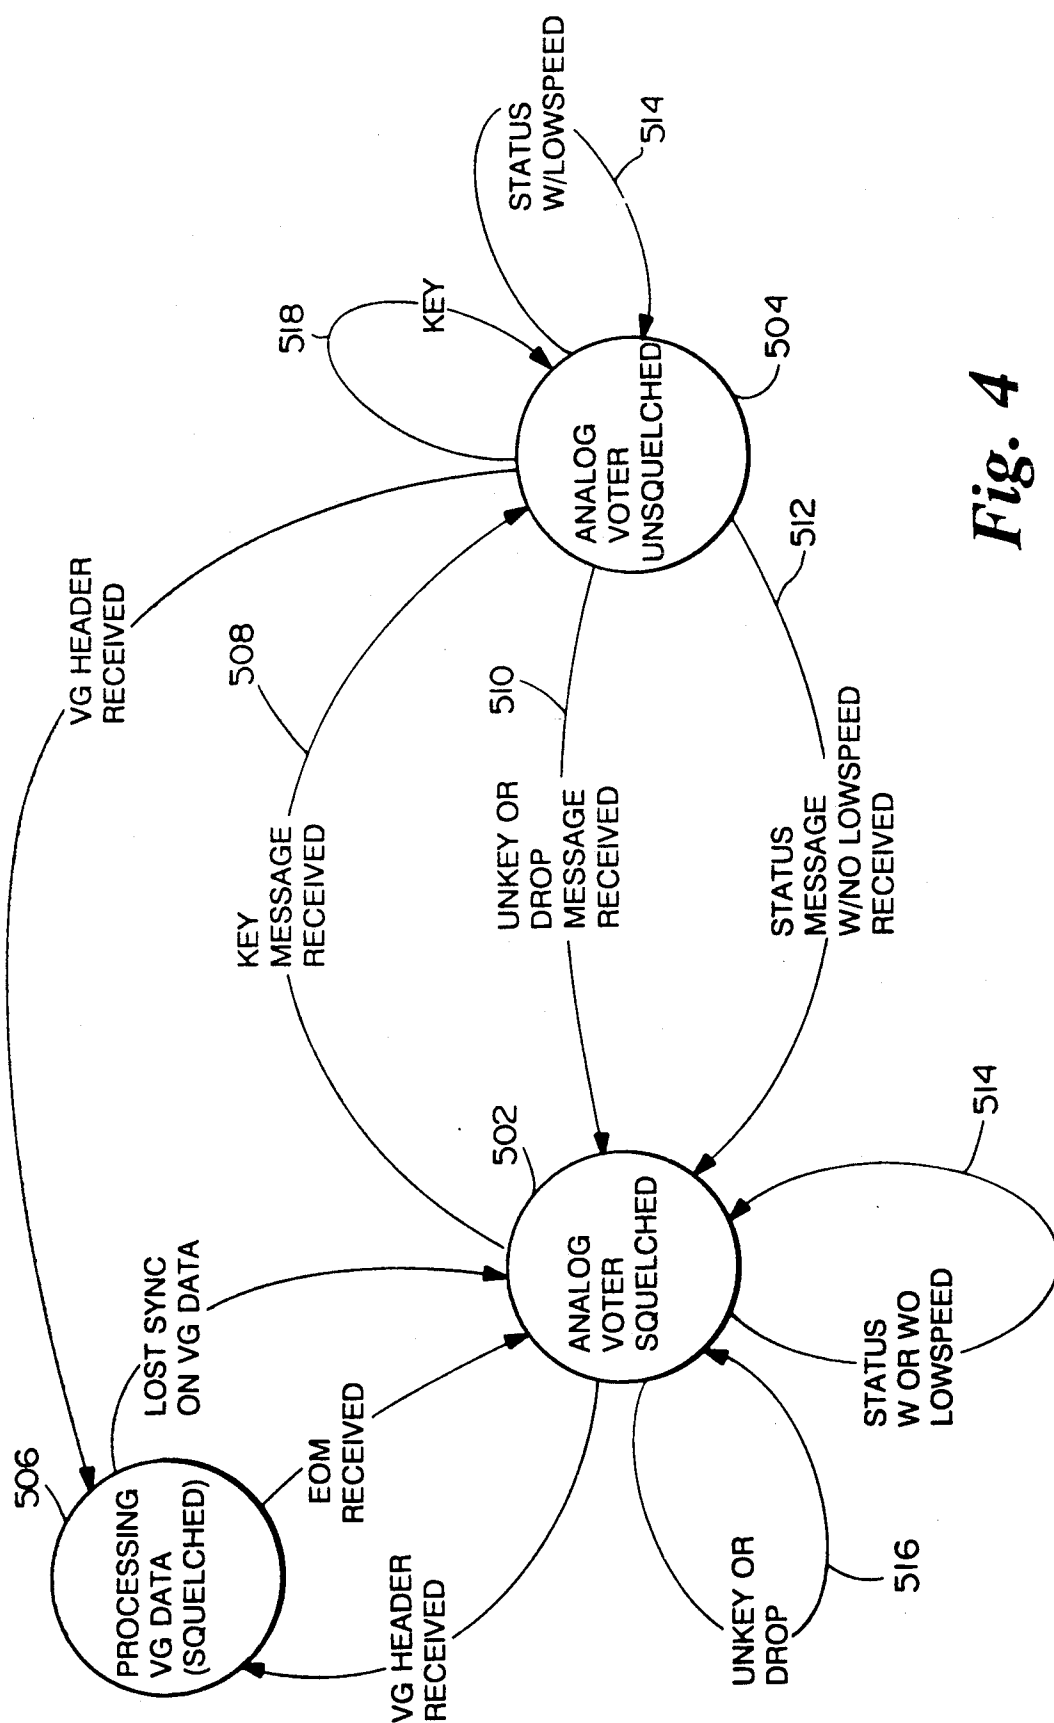 506
PROCESSING
VG DATA
(SQUELCHED)
LOST SYNC
ON VG DATA
EOM
RECEIVED
VG HEADER
RECEIVED
VG HEADER
RECEIVED
KEY
MESSAGE
RECEIVED
508
518
KEY
502
ANALOG
VOTER
SQUELCHED
UNKEY OR
DROP
MESSAGE
RECEIVED
510
ANALOG
VOTER
UNSQUELCHED
504
STATUS
W/LOWSPEED
514
UNKEY OR
DROP
516
STATUS
W OR WO
LOWSPEED
514
STATUS
MESSAGE
W/NO LOWSPEED
RECEIVED
512
Fig. 4